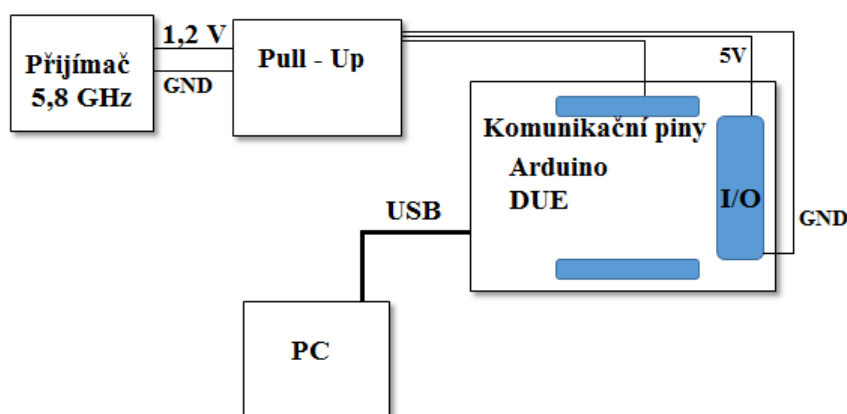 Přijímač
5,8 GHz
1,2 V
GND
Pull - Up
5V
Komunikační piny
Arduino
DUE
I/O
GND
USB
PC